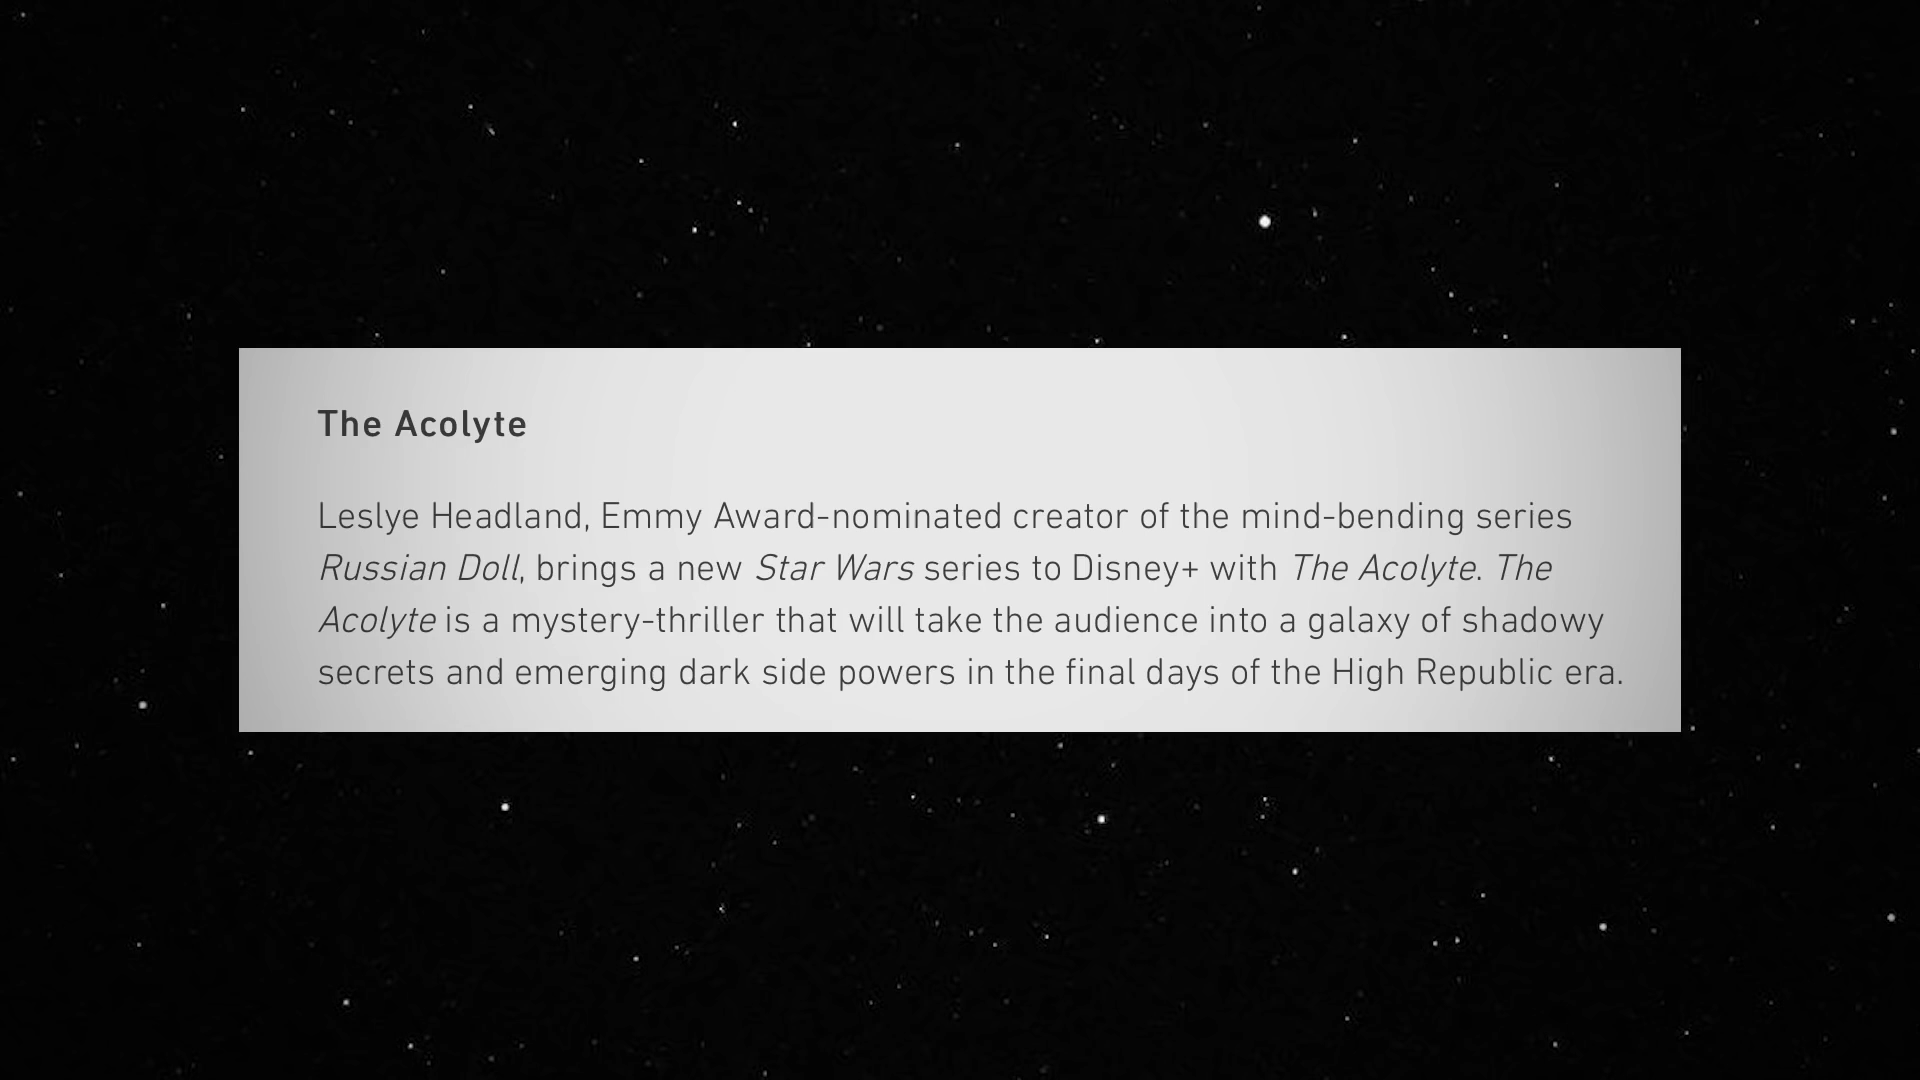 The Acolyte
Leslye Headland, Emmy Award-nominated creator of the mind-bending series
Russian Doll, brings a new Star Wars series to Disney+ with The Acolyte. The
Acolyte is a mystery-thriller that will take the audience into a galaxy of shadowy
secrets and emerging dark side powers in the final days of the High Republic era.